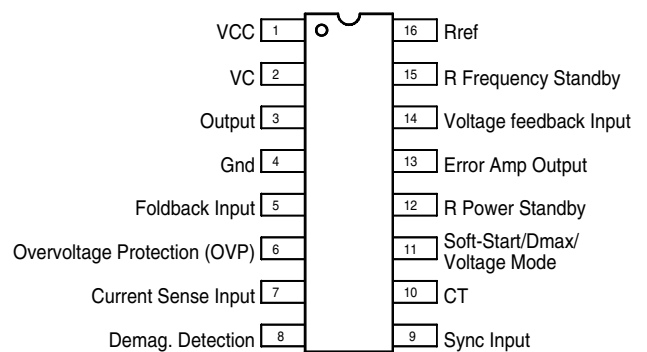 VCC 1 16 Rref
VC 2 15 R Frequency Standby
Output 3 14 Voltage feedback Input
Gnd 4 13 Error Amp Output
Foldback Input 5 12 R Power Standby
Overvoltage Protection (OVP) 6 11 Soft-Start/Dmax/
Voltage Mode
Current Sense Input 7 10 CT
Demag. Detection 8 9 Sync Input